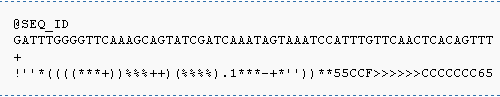 @SEQ_ID
GATTTGGGGTTCAAAGCAGTATCGATCAAATAGTAAATCCATTTGTTCAACTCACAGTTT
+
!''*((((***+))%%%++)(%%%%).1***-+*''))**55CCF>>>>>>CCCCCCC65